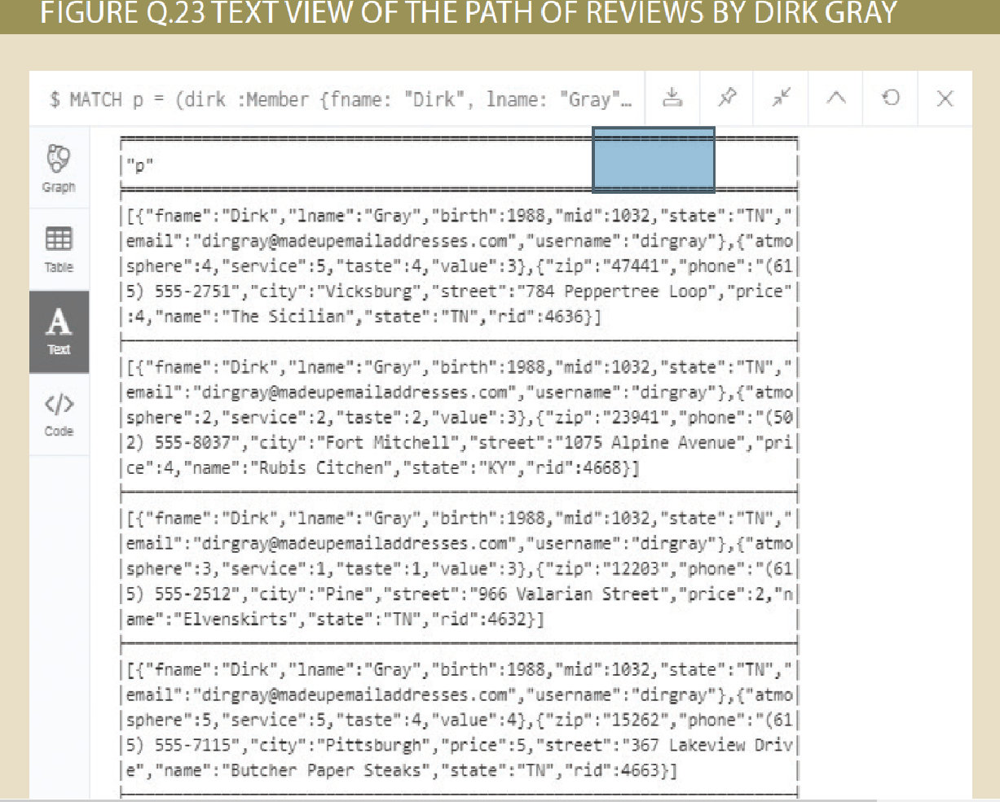 FIGURE Q.23 TEXT VIEW OF THE PATH OF REVIEWS BY DIRK GRAY
$ MATCH p = (dirk :Member {fname: "Dirk", lname: "Gray"…
Graph
Table
A
Text
</>
Code
"p"
[{"fname":"Dirk","lname":"Gray","birth":1988,"mid":1032,"state":"TN","
email":"dirgray@madeupemailaddresses.com","username":"dirgray"},{"atmo
sphere":4,"service":5,"taste":4,"value":3},{"zip":"47441","phone":"(61
5) 555-2751","city":"Vicksburg","street":"784 Peppertree Loop","price"
:4,"name":"The Sicilian","state":"TN","rid":4636}]
[{"fname":"Dirk","lname":"Gray","birth":1988,"mid":1032,"state":"TN","
email":"dirgray@madeupemailaddresses.com","username":"dirgray"},{"atmo
sphere":2,"service":2,"taste":2,"value":3},{"zip":"23941","phone":"(50
2) 555-8037","city":"Fort Mitchell","street":"1075 Alpine Avenue","pri
ce":4,"name":"Rubis Citchen","state":"KY","rid":4668}]
[{"fname":"Dirk","lname":"Gray","birth":1988,"mid":1032,"state":"TN","
email":"dirgray@madeupemailaddresses.com","username":"dirgray"},{"atmo
sphere":3,"service":1,"taste":1,"value":3},{"zip":"12203","phone":"(61
5) 555-2512","city":"Pine","street":"966 Valarian Street","price":2,"n
ame":"Elvenskirts","state":"TN","rid":4632}]
[{"fname":"Dirk","lname":"Gray","birth":1988,"mid":1032,"state":"TN","
email":"dirgray@madeupemailaddresses.com","username":"dirgray"},{"atmo
sphere":5,"service":5,"taste":4,"value":4},{"zip":"15262","phone":"(61
5) 555-7115","city":"Pittsburgh","price":5,"street":"367 Lakeview Driv
e","name":"Butcher Paper Steaks","state":"TN","rid":4663}]